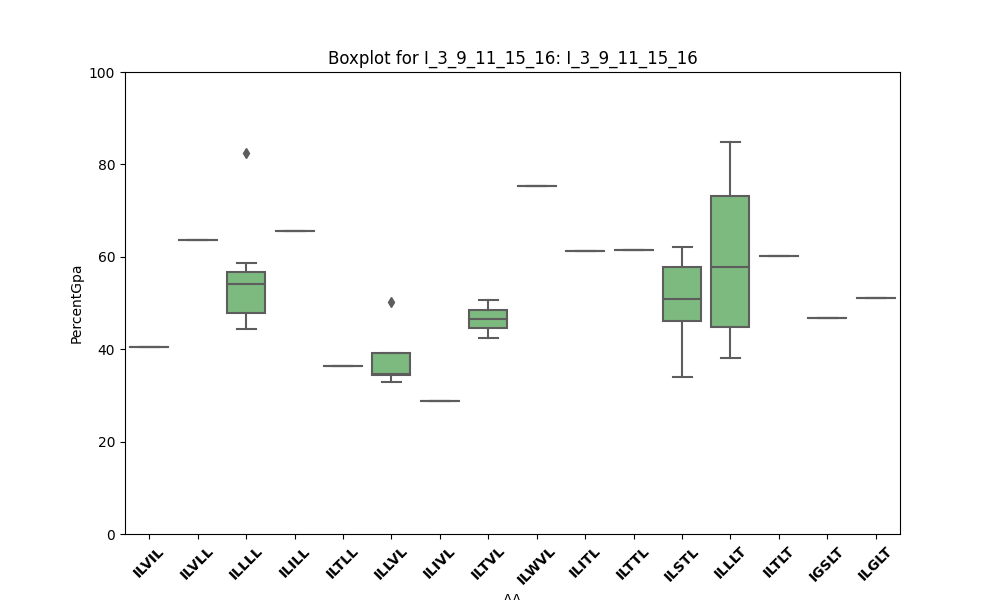 Boxplot for I_3_9_11_15_16: I_3_9_11_15_16
100
80
60
40
20
0
PercentGpa
ILVIL ILVLL ILLLL ILILL ILTLL ILLVL ILIVL ILTVL ILWVL ILITL ILTTL ILSTL ILLLT ILTLT IGSLT ILGLT
AA